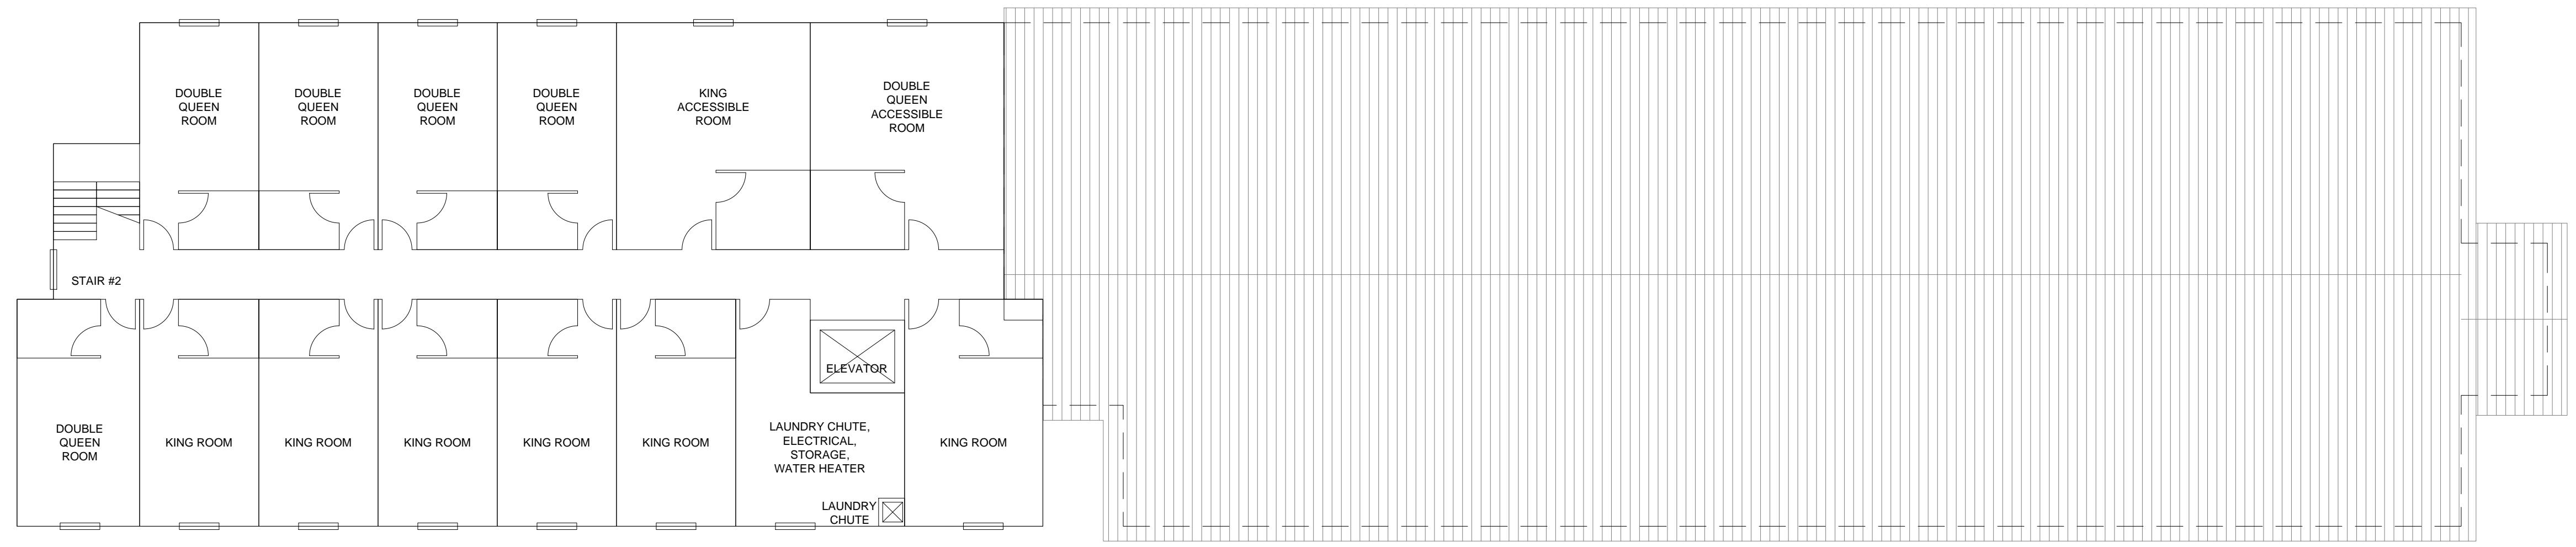 DOUBLE
QUEEN
ROOM
DOUBLE
QUEEN
ROOM
DOUBLE
QUEEN
ROOM
DOUBLE
QUEEN
ROOM
KING
ACCESSIBLE
ROOM
DOUBLE
QUEEN
ACCESSIBLE
ROOM
STAIR #2
ELEVATOR
DOUBLE
QUEEN
ROOM
KING ROOM
KING ROOM
KING ROOM
KING ROOM
KING ROOM
LAUNDRY CHUTE,
ELECTRICAL,
STORAGE,
WATER HEATER
KING ROOM
LAUNDRY
CHUTE